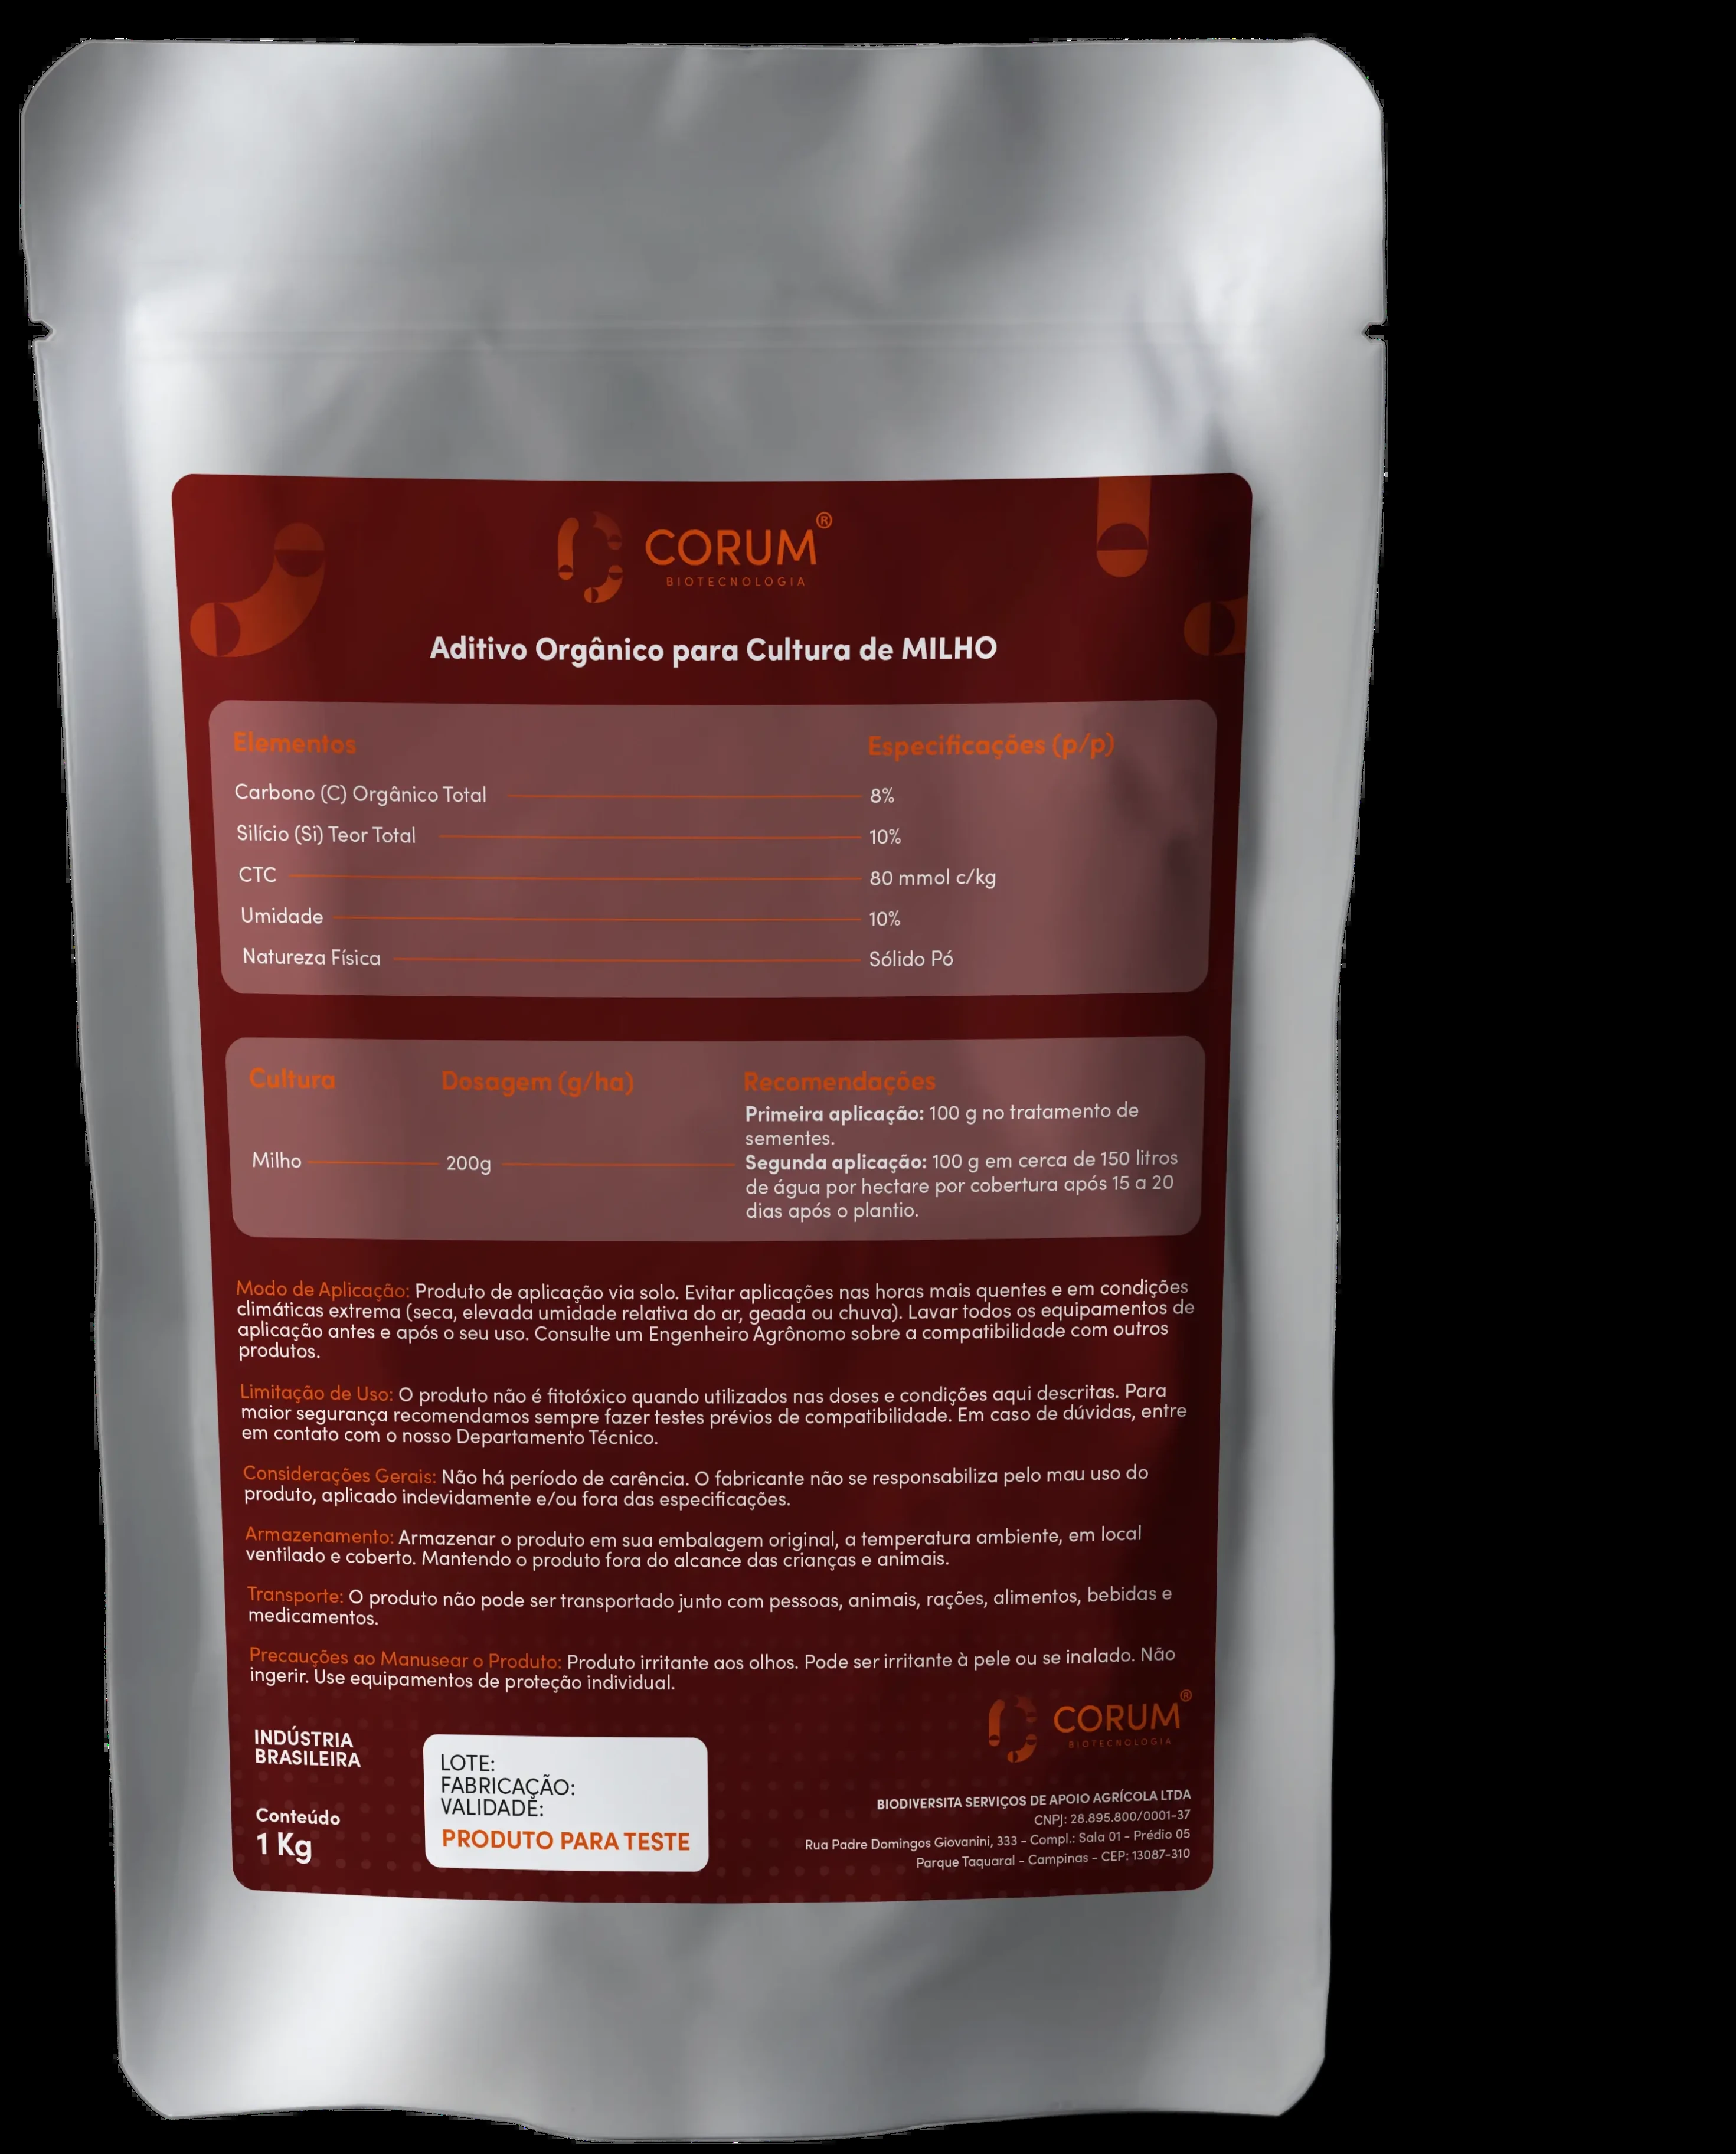 CORUM®
BIOTECNOLOGIA
Aditivo Orgânico para Cultura de MILHO
Elementos Especificações (p/p)
Carbono (C) Orgânico Total 8%
Silício (Si) Teor Total 10%
CTC 80 mmol c/kg
Umidade 10%
Natureza Física Sólido Pó
Cultura Dosagem (g/ha) Recomendações
Primeira aplicação: 100 g no tratamento de
sementes.
Milho 200g Segunda aplicação: 100 g em cerca de 150 litros
de água por hectare por cobertura após 15 a 20
dias após o plantio.
Modo de Aplicação: Produto de aplicação via solo. Evitar aplicações nas horas mais quentes e em condições
climáticas extrema (seca, elevada umidade relativa do ar, geada ou chuva). Lavar todos os equipamentos de
aplicação antes e após o seu uso. Consulte um Engenheiro Agrônomo sobre a compatibilidade com outros
produtos.
Limitação de Uso: O produto não é fitotóxico quando utilizados nas doses e condições aqui descritas. Para
maior segurança recomendamos sempre fazer testes prévios de compatibilidade. Em caso de dúvidas, entre
em contato com o nosso Departamento Técnico.
Considerações Gerais: Não há período de carência. O fabricante não se responsabiliza pelo mau uso do
produto, aplicado indevidamente e/ou fora das especificações.
Armazenamento: Armazenar o produto em sua embalagem original, a temperatura ambiente, em local
ventilado e coberto. Mantendo o produto fora do alcance das crianças e animais.
Transporte: O produto não pode ser transportado junto com pessoas, animais, rações, alimentos, bebidas e
medicamentos.
Precauções ao Manusear o Produto: Produto irritante aos olhos. Pode ser irritante à pele ou se inalado. Não
ingerir. Use equipamentos de proteção individual.
INDÚSTRIA
BRASILEIRA
Conteúdo
1 Kg
LOTE:
FABRICAÇÃO:
VALIDADE:
PRODUTO PARA TESTE
CORUM®
BIOTECNOLOGIA
BIODIVERSITA SERVIÇOS DE APOIO AGRÍCOLA LTDA
CNPJ: 28.895.800/0001-37
Rua Padre Domingos Giovanini, 333 - Compl.: Sala 01 - Prédio 05
Parque Taquaral - Campinas - CEP: 13087-310